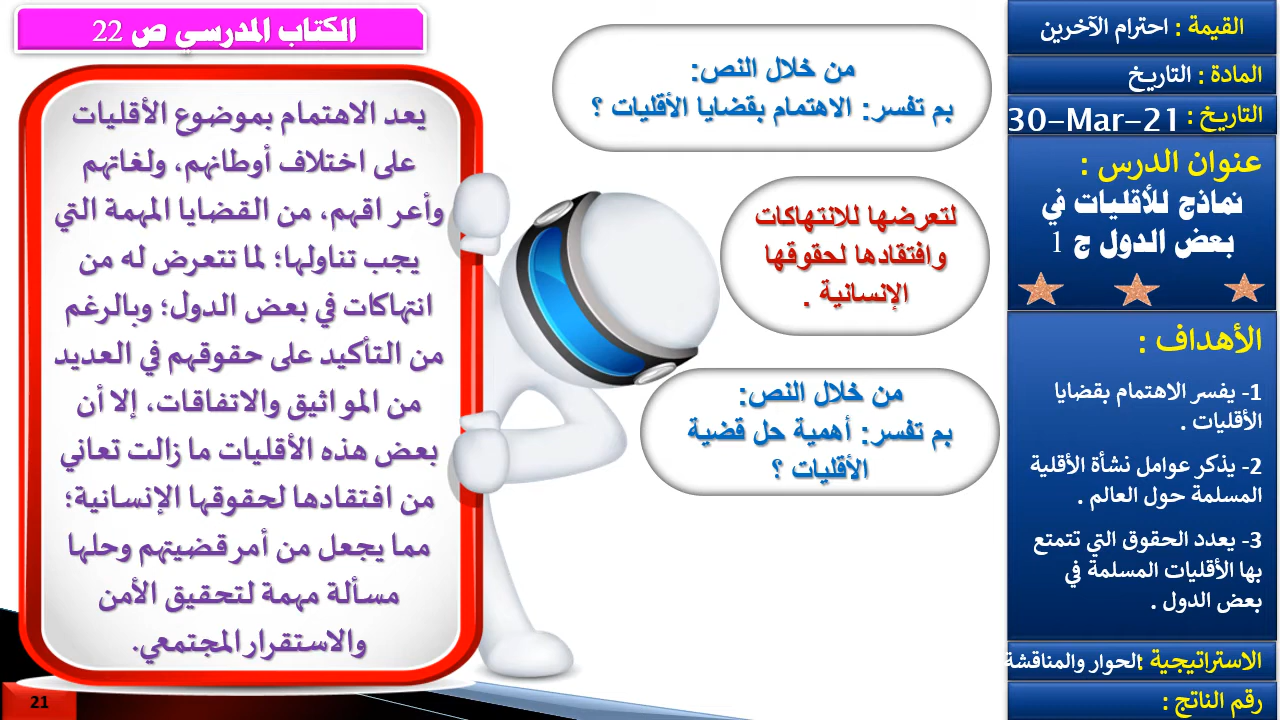 القيمة : احترام الآخرين
المادة : التاريخ
التاريخ : 30-Mar-21
عنوان الدرس :
نماذج للأقليات في
بعض الدول ج 1
الأهداف :
1- يفسر الاهتمام بقضايا
الأقليات .
2- يذكر عوامل نشأة الأقلية
المسلمة حول العالم .
3- يعدد الحقوق التي تتمتع
بها الأقليات المسلمة في
بعض الدول .
الاستراتيجية :الحوار والمناقشة
رقم الناتج :
من خلال النص:
بم تفسر: الاهتمام بقضايا الأقليات ؟
لتعرضها للانتهاكات
وافتقادها لحقوقها
الإنسانية .
من خلال النص:
بم تفسر: أهمية حل قضية
الأقليات ؟
الكتاب المدرسي ص 22
يعد الاهتمام بموضوع الأقليات
على اختلاف أوطانهم، ولغاتهم
وأعراقهم، من القضايا المهمة التي
يجب تناولها؛ لما تتعرض له من
انتهاكات في بعض الدول؛ وبالرغم
من التأكيد على حقوقهم في العديد
من المواثيق والاتفاقات، إلا أن
بعض هذه الأقليات ما زالت تعاني
من افتقادها لحقوقها الإنسانية؛
مما يجعل من أمر قضيتهم وحلها
مسألة مهمة لتحقيق الأمن
والاستقرار المجتمعي.
21